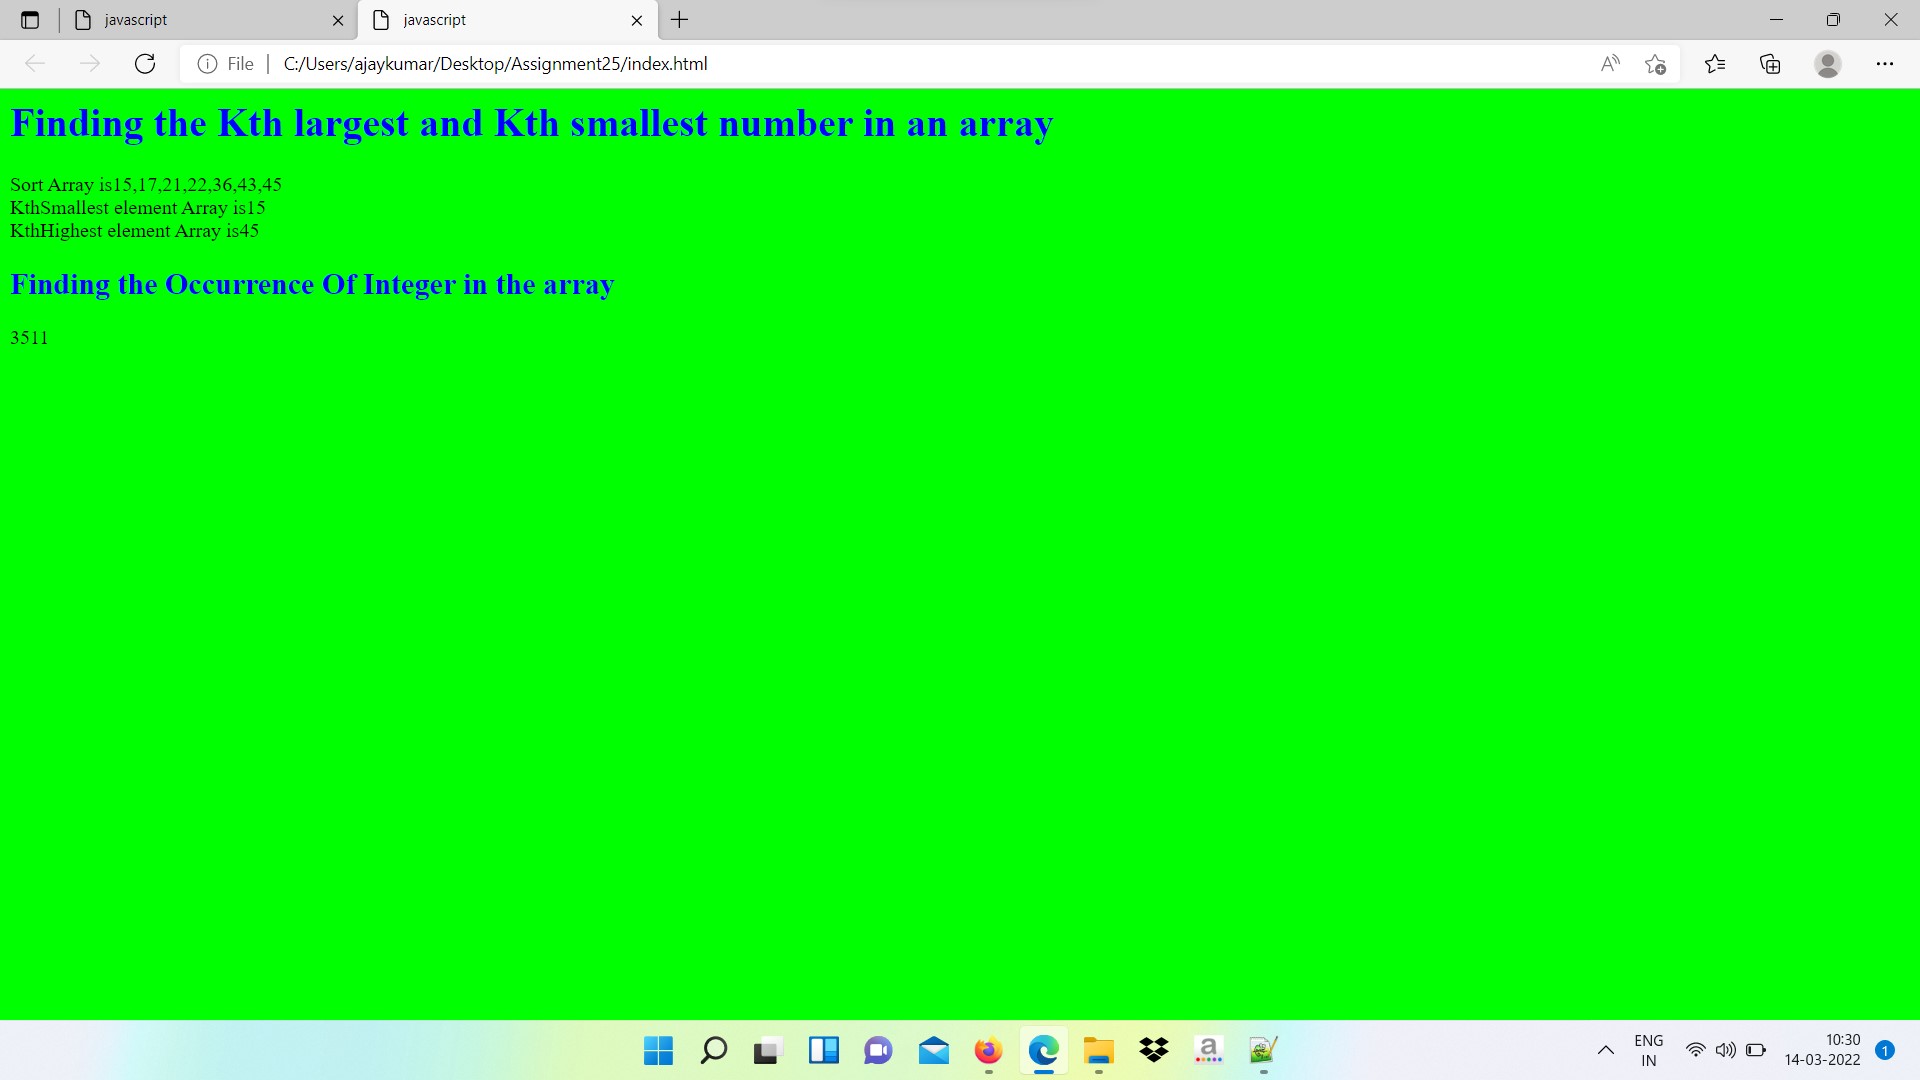 javascript
javascript
File
C:/Users/ajaykumar/Desktop/Assignment25/index.html
Finding the Kth largest and Kth smallest number in an array
Sort Array is15,17,21,22,36,43,45
KthSmallest element Array is15
KthHighest element Array is45
Finding the Occurrence Of Integer in the array
3511
a
ENG
IN
10:30
14-03-2022
1